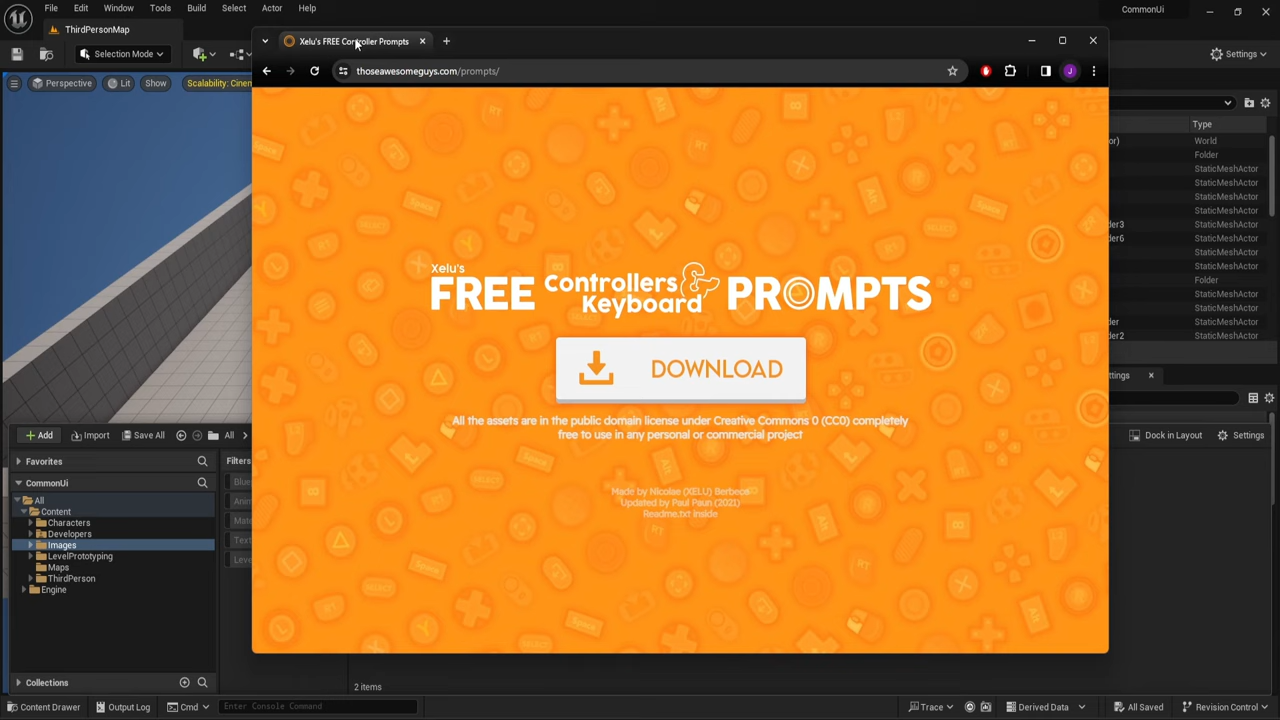 File Edit Window Tools Build Select Actor Help
CommonUi
ThirdPersonMap
Selection Mode
Settings
Perspective
Lit
Show
Scalability: Cinem
Xelu's FREE Controller Prompts
thoseawesomeguys.com/prompts/
J
Xelu's
FREE Controllers & Keyboard PROMPTS
DOWNLOAD
All the assets are in the public domain license under Creative Commons 0 (CC0) completely
free to use in any personal or commercial project
Made by Nicolae (XELU) Berbece
Updated by Paul Paun (2021)
Readme.txt inside
Type
World
Folder
StaticMeshActor
StaticMeshActor
StaticMeshActor
StaticMeshActor
StaticMeshActor
StaticMeshActor
StaticMeshActor
StaticMeshActor
Folder
StaticMeshActor
StaticMeshActor
StaticMeshActor
StaticMeshActor
Dock in Layout
Settings
Add
Import
Save All
All
Favorites
CommonUi
All
Content
Characters
Developers
Images
LevelPrototyping
Maps
ThirdPerson
Engine
Collections
Filters
2 items
Content Drawer
Output Log
Cmd
Enter Console Command
Trace
Derived Data
All Saved
Revision Control